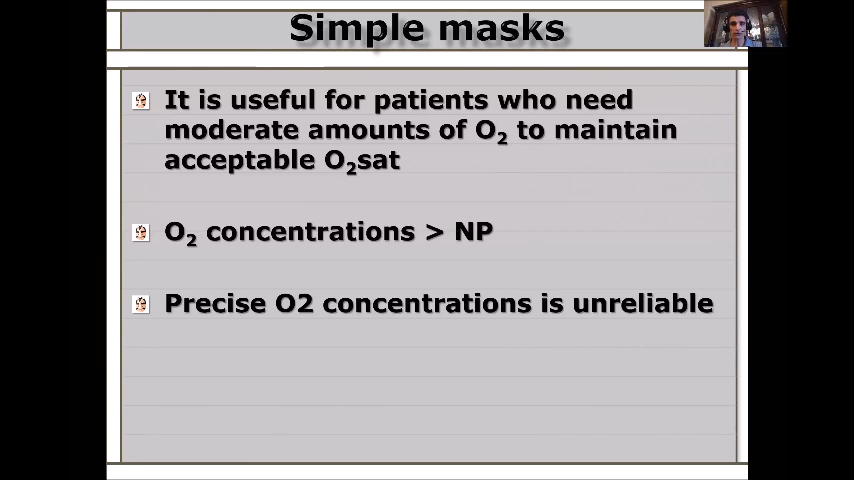 Simple masks
It is useful for patients who need
moderate amounts of O₂ to maintain
acceptable O₂sat
O₂ concentrations > NP
Precise O2 concentrations is unreliable